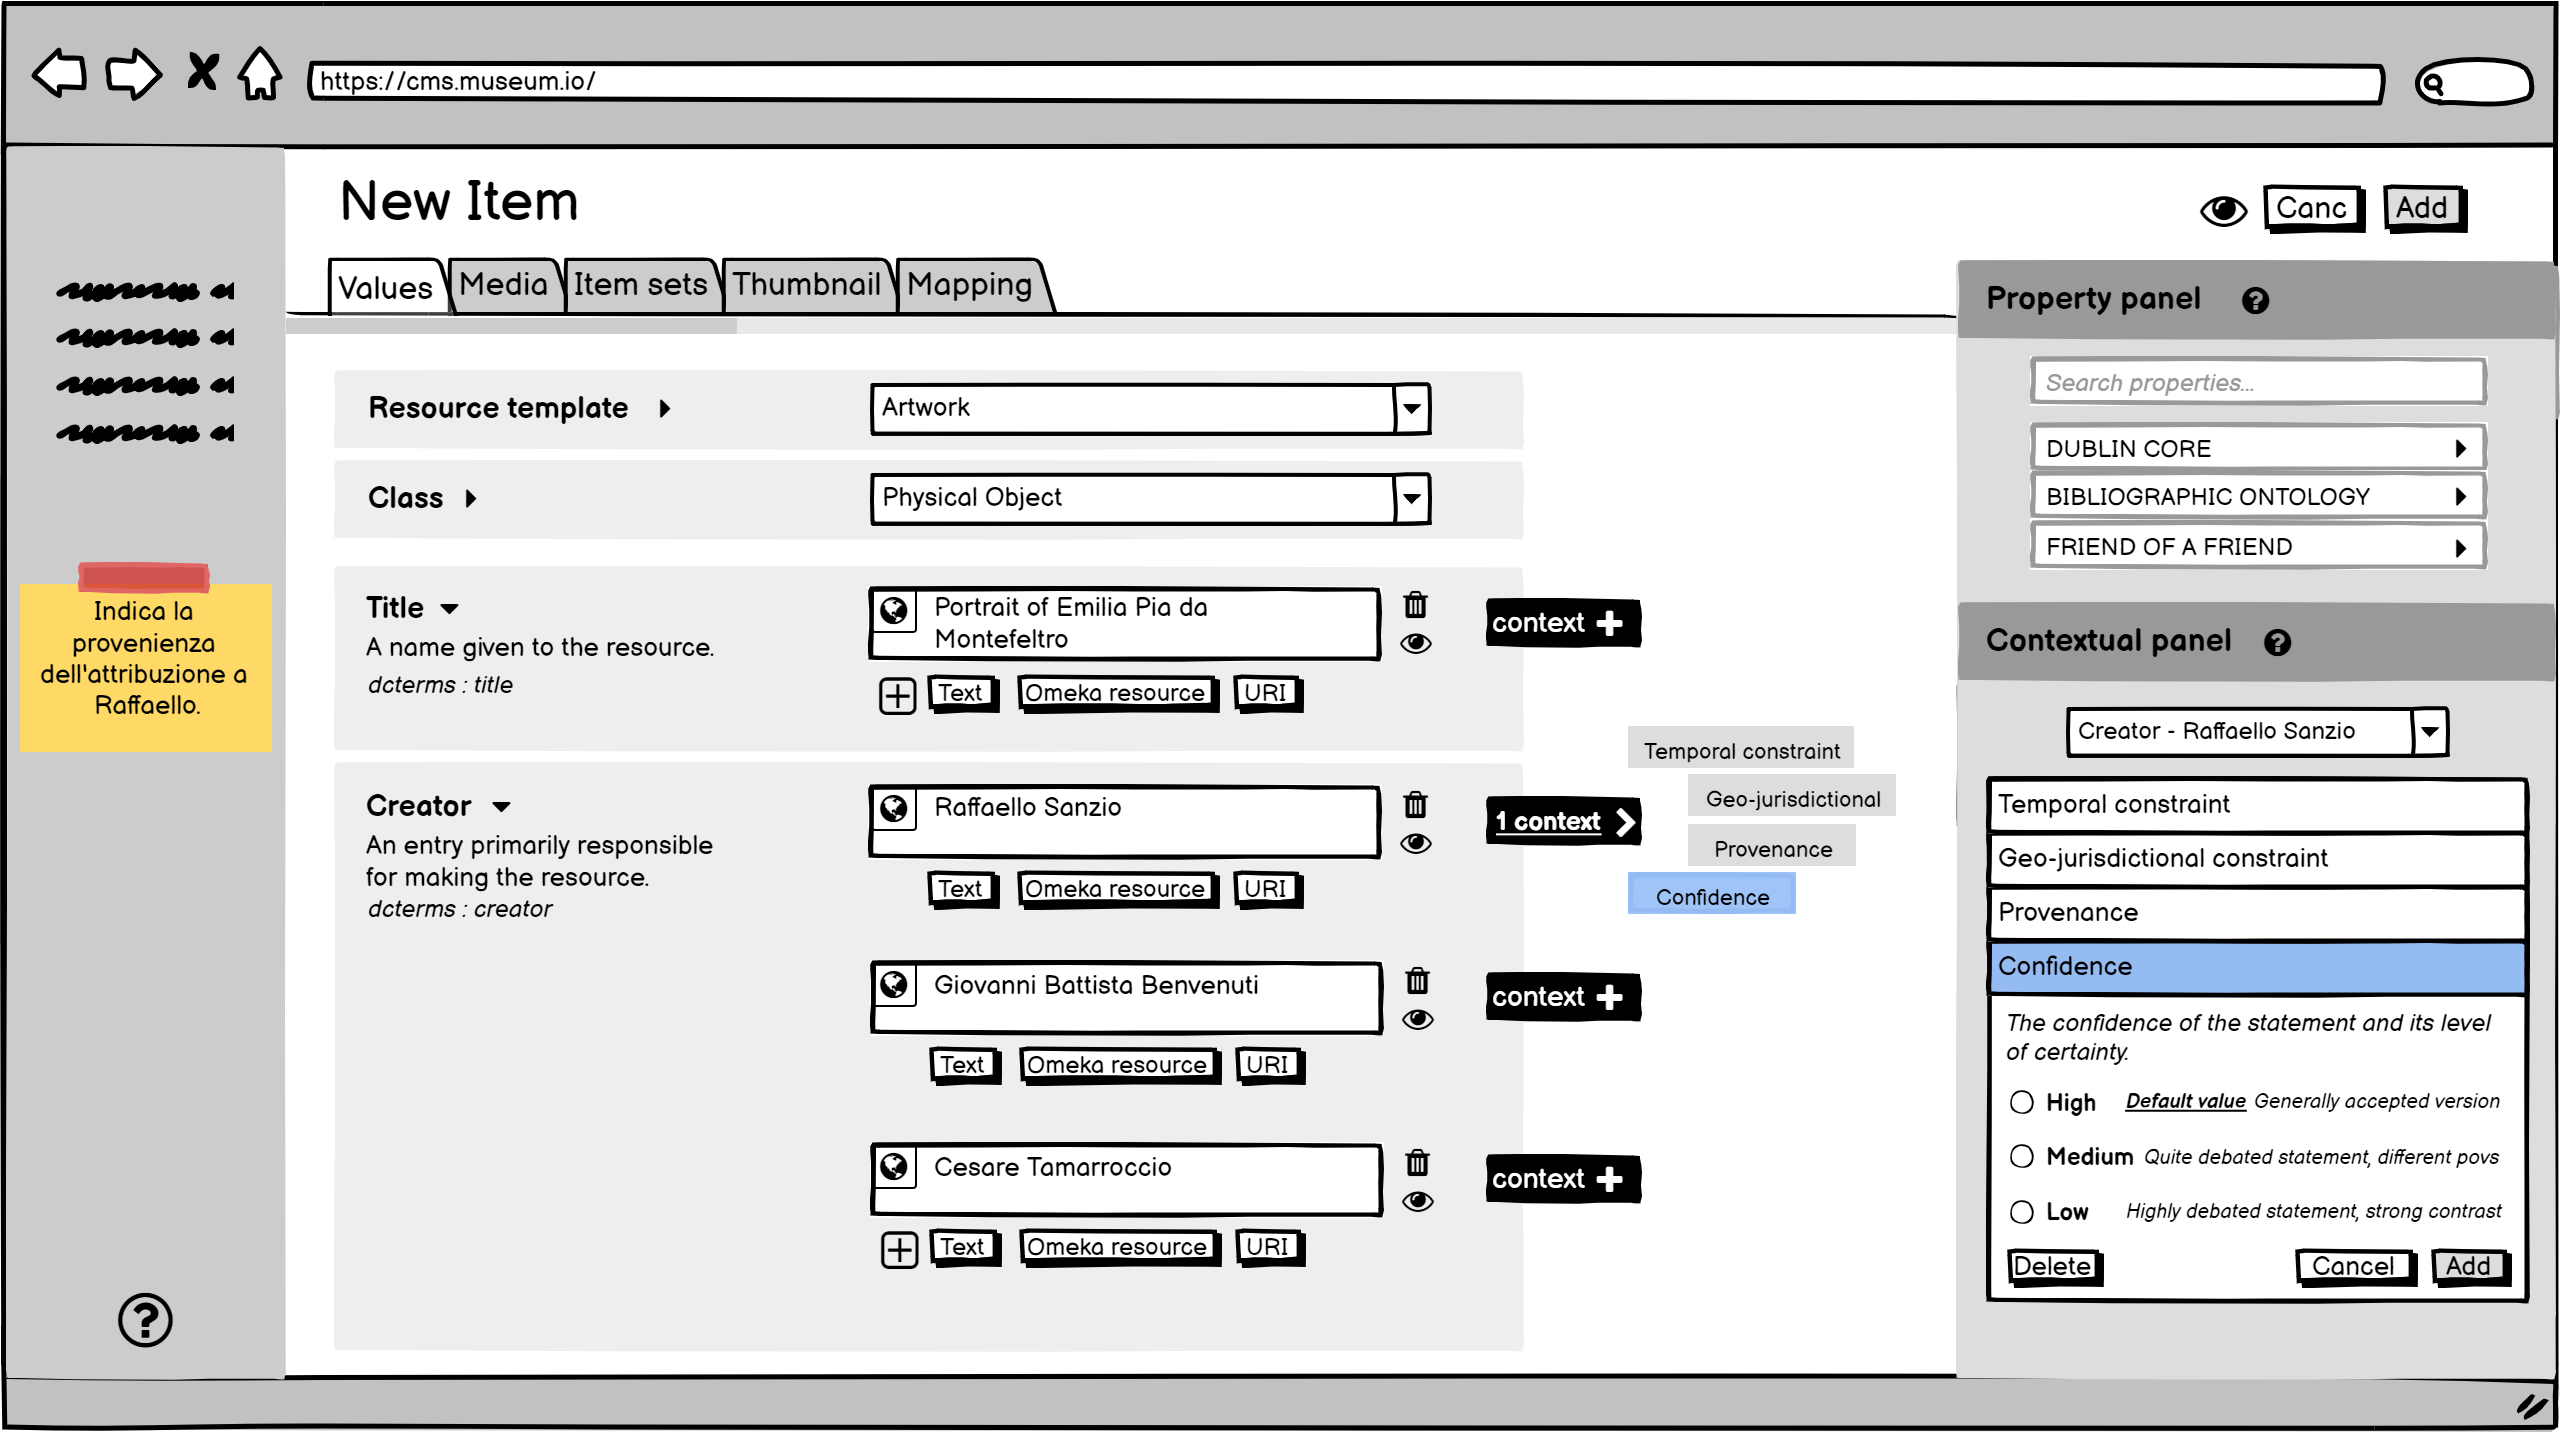 https://cms.museum.io/
New Item
Canc
Add
Values
Media
Item sets
Thumbnail
Mapping
Indica la
provenienza
dell'attribuzione a
Raffaello.
Resource template
Artwork
Class
Physical Object
Title
A name given to the resource.
dcterms : title
Portrait of Emilia Pia da
Montefeltro
Text
Omeka resource
URI
context
Creator
An entry primarily responsible
for making the resource.
dcterms : creator
Raffaello Sanzio
Text
Omeka resource
URI
1 context
Temporal constraint
Geo-jurisdictional
Provenance
Confidence
Giovanni Battista Benvenuti
Text
Omeka resource
URI
context
Cesare Tamarroccio
Text
Omeka resource
URI
context
Property panel
Search properties...
DUBLIN CORE
BIBLIOGRAPHIC ONTOLOGY
FRIEND OF A FRIEND
Contextual panel
Creator - Raffaello Sanzio
Temporal constraint
Geo-jurisdictional constraint
Provenance
Confidence
The confidence of the statement and its level
of certainty.
High Default value Generally accepted version
Medium Quite debated statement, different povs
Low Highly debated statement, strong contrast
Delete
Cancel
Add